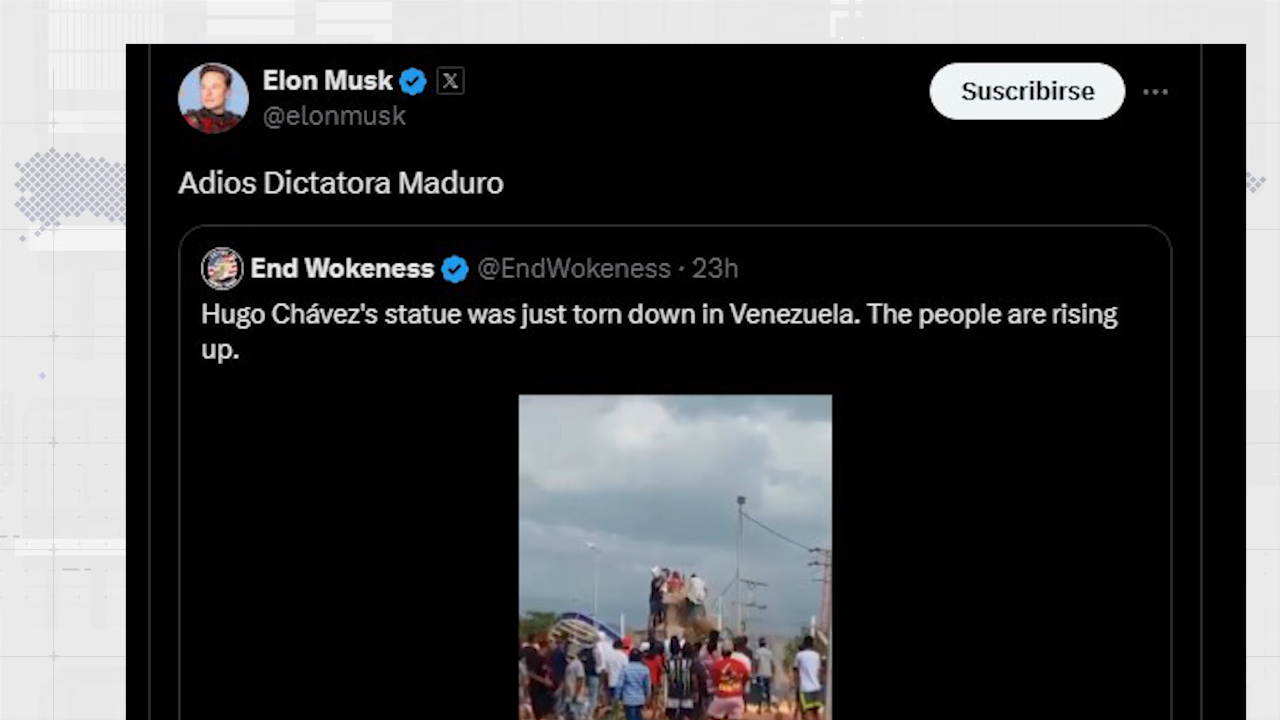 Elon Musk
@elonmusk
Suscribirse
Adios Dictatora Maduro
End Wokeness @EndWokeness · 23h
Hugo Chávez's statue was just torn down in Venezuela. The people are rising
up.